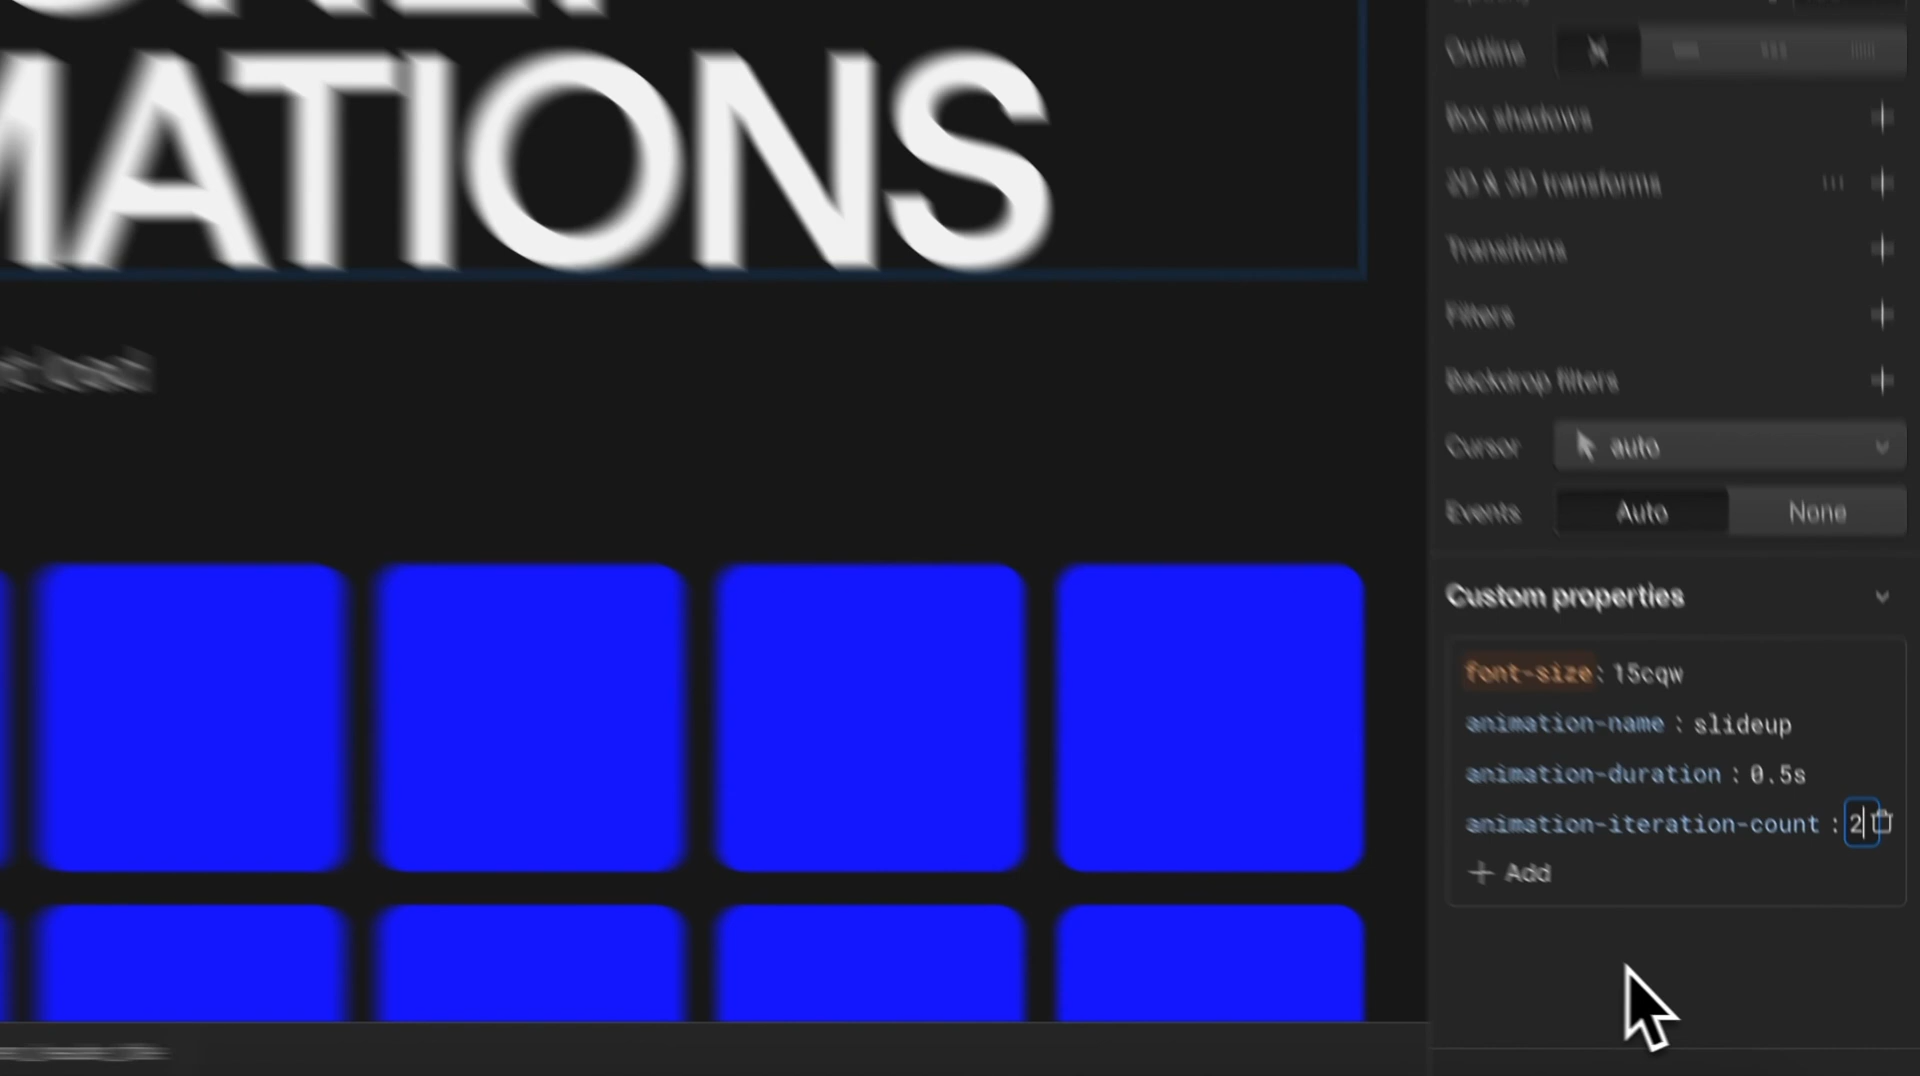 MATIONS
Outline
Box shadows
2D & 3D transforms
Transitions
Filters
Backdrop filters
Cursor auto
Events Auto None
Custom properties
font-size: 15cqw
animation-name : slideup
animation-duration : 0.5s
animation-iteration-count : 2
+ Add